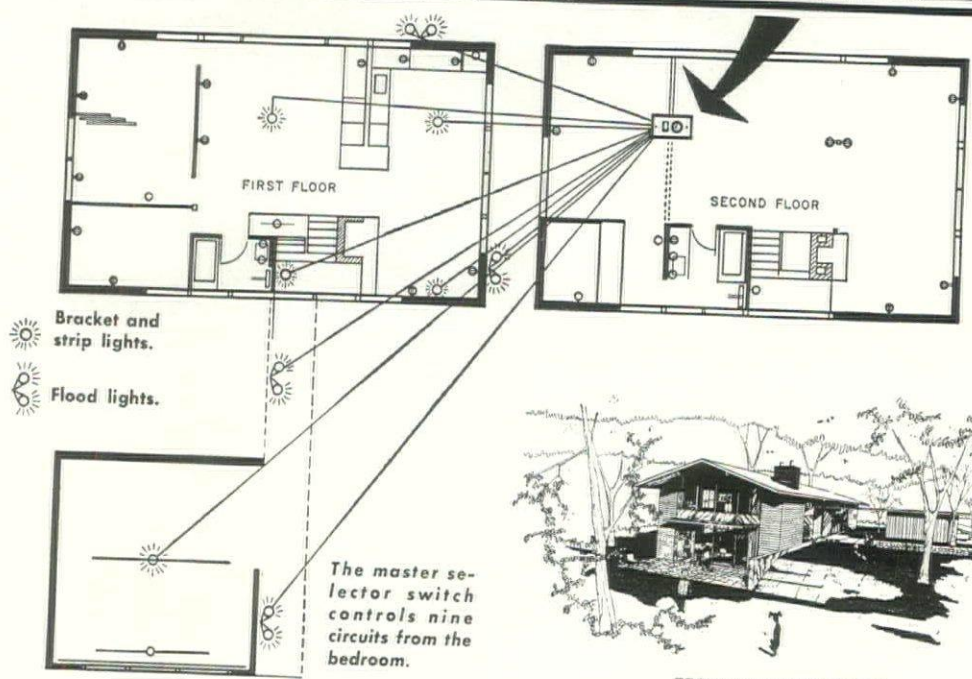 FIRST FLOOR
SECOND FLOOR
Bracket and
strip lights.
Flood lights.
The master se-
lector switch
controls nine
circuits from the
bedroom.